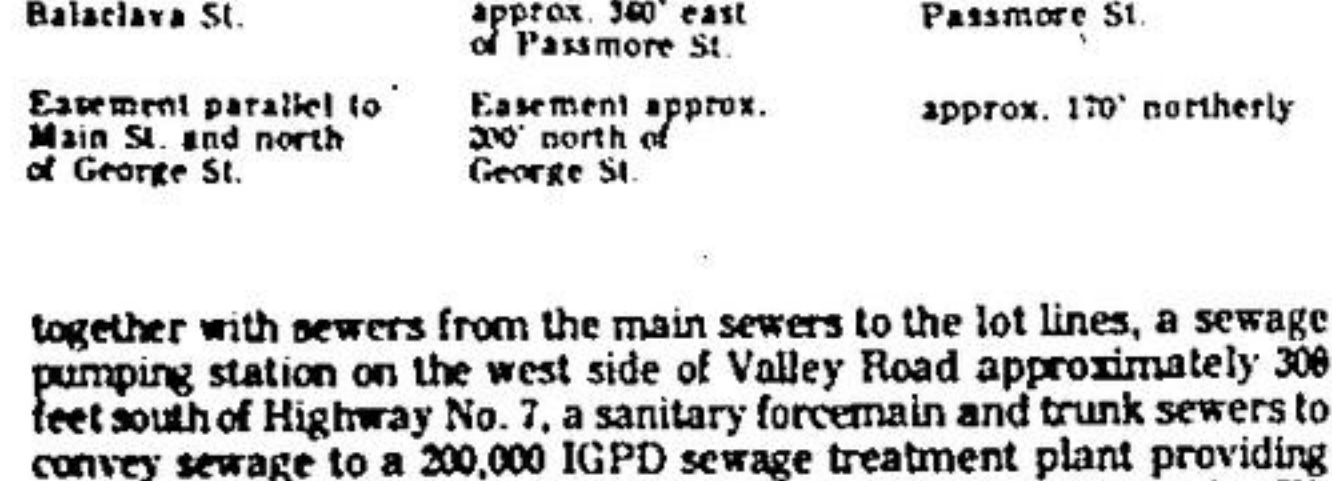 Balaclava St.
approx. 360' east
of Passmore St.
Passmore St.
Easement parallel to
Main St. and north
of George St.
Easement approx.
200' north of
George St.
approx. 170' northerly
together with sewers from the main sewers to the lot lines, a sewage
pumping station on the west side of Valley Road approximately 300
feet south of Highway No. 7, a sanitary forcemain and trunk sewers to
convey sewage to a 200,000 IGPD sewage treatment plant providing